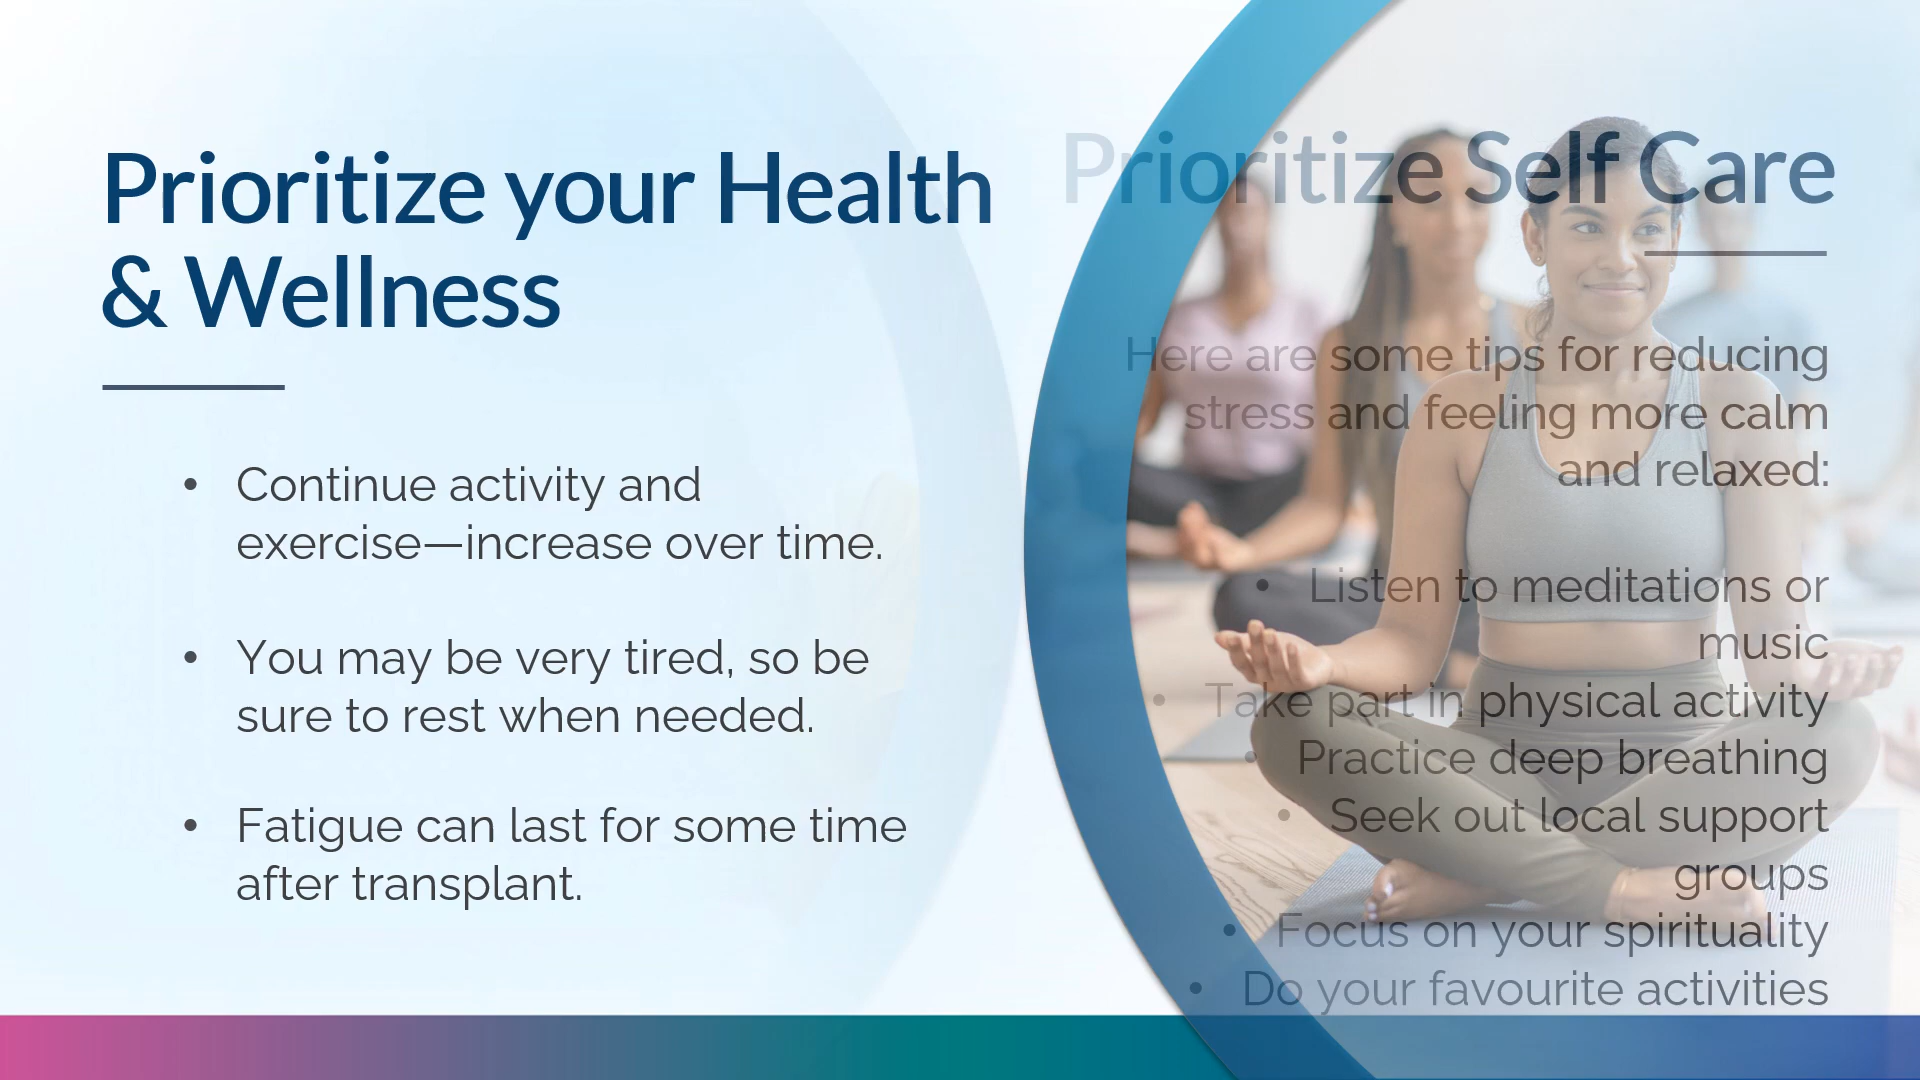 Prioritize your Health
& Wellness
• Continue activity and
exercise—increase over time.
• You may be very tired, so be
sure to rest when needed.
• Fatigue can last for some time
after transplant.
Prioritize Self Care
Here are some tips for reducing
stress and feeling more calm
and relaxed:
• Listen to meditations or
music
• Take part in physical activity
• Practice deep breathing
• Seek out local support
groups
• Focus on your spirituality
• Do your favourite activities